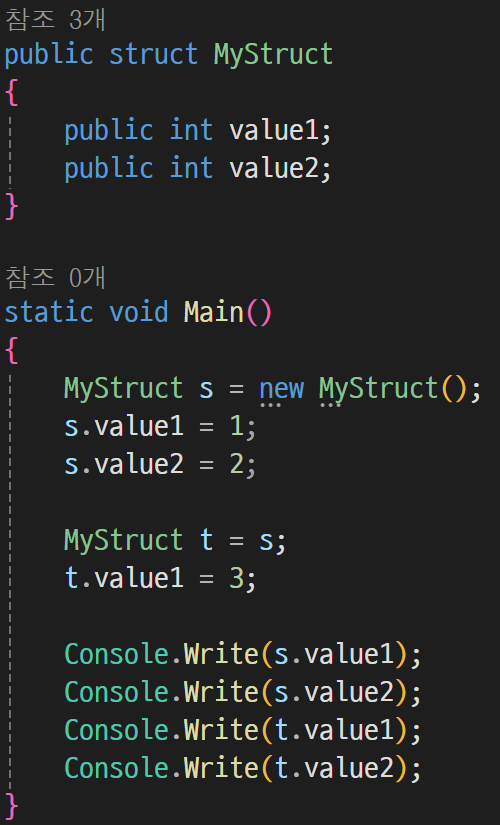 참조 3개
public struct MyStruct
{
    public int value1;
    public int value2;
}

참조 0개
static void Main()
{
    MyStruct s = new MyStruct();
    s.value1 = 1;
    s.value2 = 2;

    MyStruct t = s;
    t.value1 = 3;

    Console.Write(s.value1);
    Console.Write(s.value2);
    Console.Write(t.value1);
    Console.Write(t.value2);
}